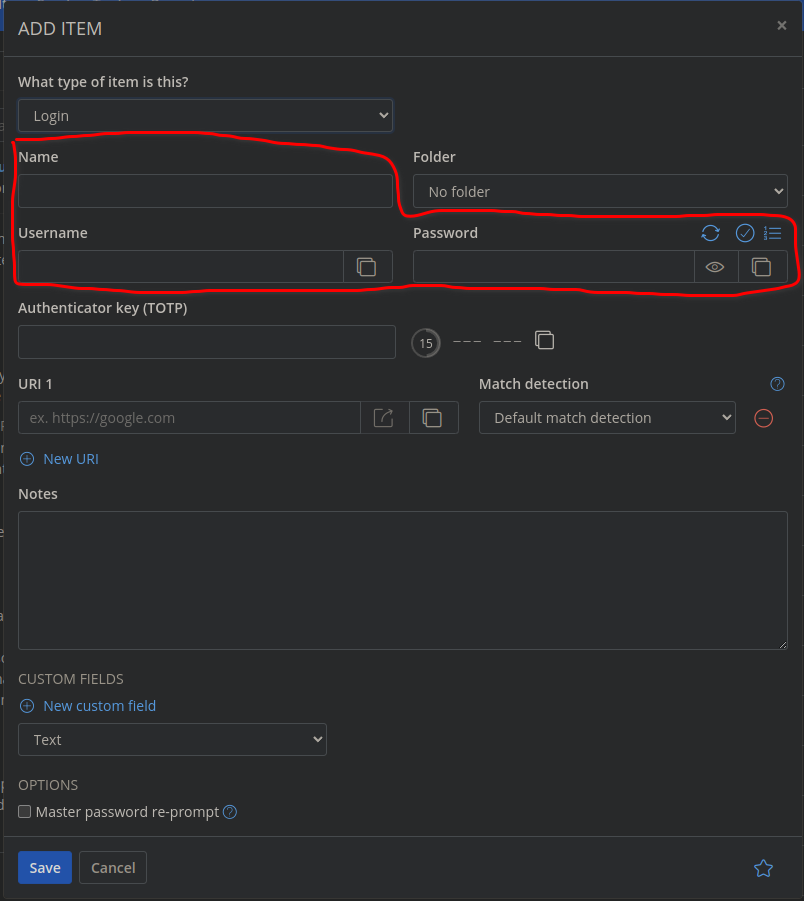 ADD ITEM
What type of item is this?
Login
Name
Folder
No folder
Username
Password
Authenticator key (TOTP)
15 --- ---
URI 1
Match detection
ex. https://google.com
Default match detection
New URI
Notes
CUSTOM FIELDS
New custom field
Text
OPTIONS
Master password re-prompt
Save
Cancel